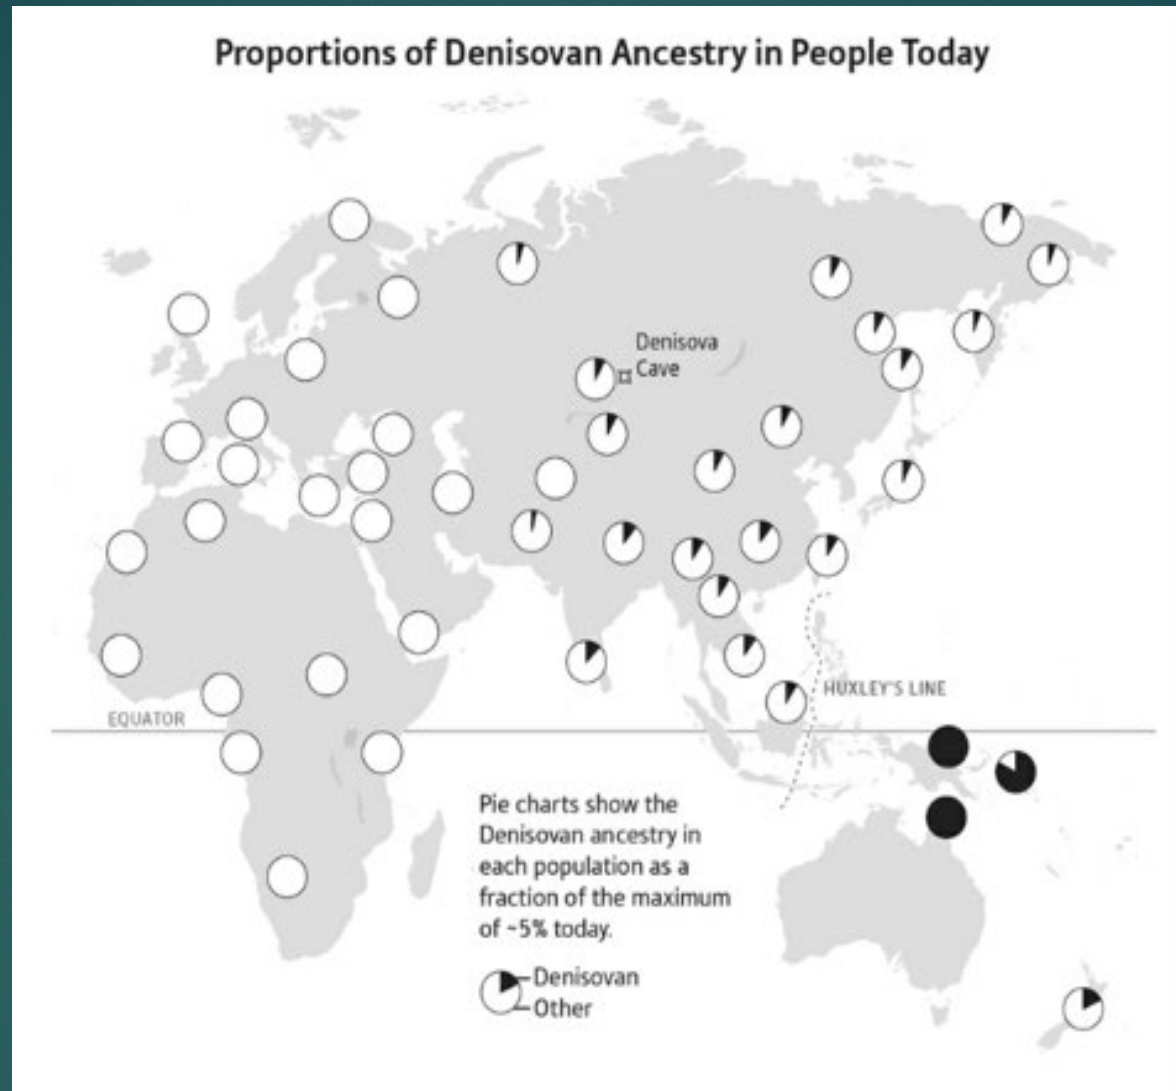 Proportions of Denisovan Ancestry in People Today
Denisova
Cave
HUXLEY'S LINE
EQUATOR
Pie charts show the
Denisovan ancestry in
each population as a
fraction of the maximum
of ~5% today.
Denisovan
Other